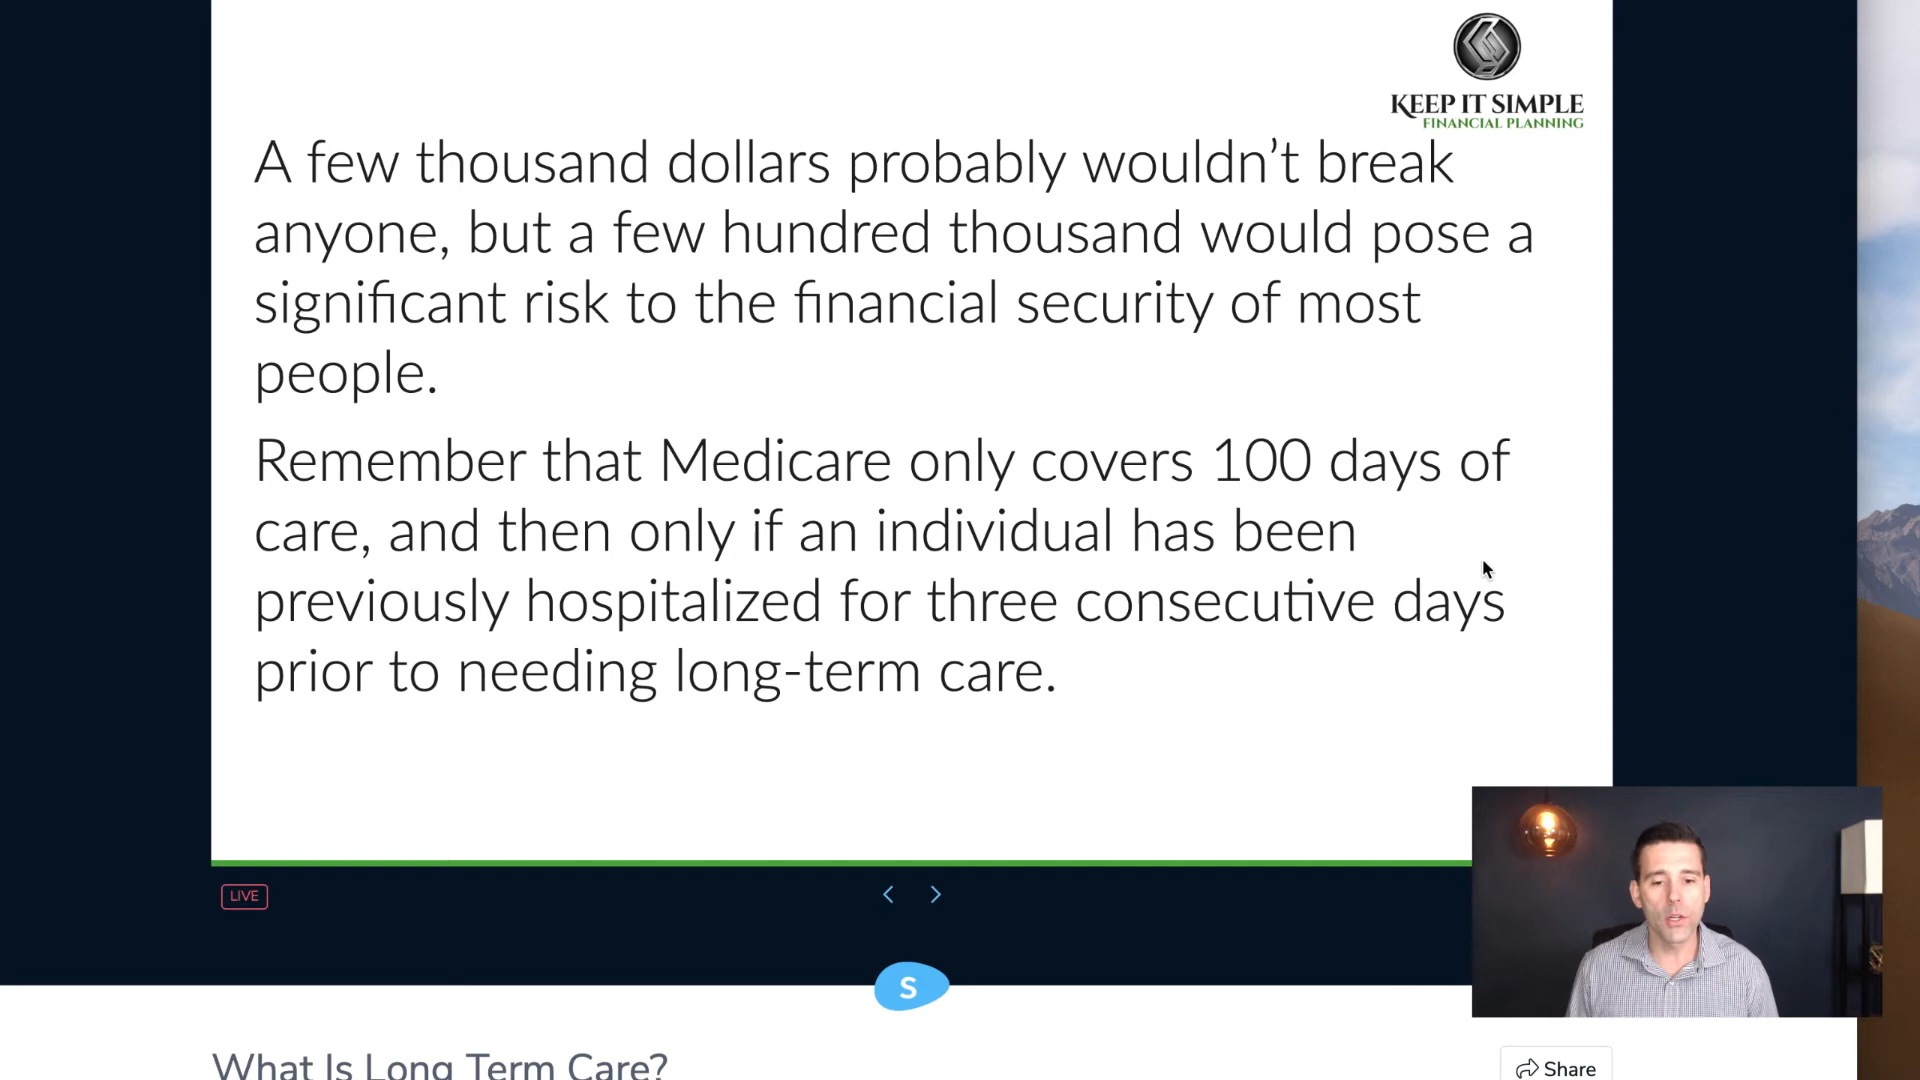 KEEP IT SIMPLE
FINANCIAL PLANNING
A few thousand dollars probably wouldn’t break
anyone, but a few hundred thousand would pose a
significant risk to the financial security of most
people.
Remember that Medicare only covers 100 days of
care, and then only if an individual has been
previously hospitalized for three consecutive days
prior to needing long-term care.
LIVE
S
What Is Long Term Care?
Share